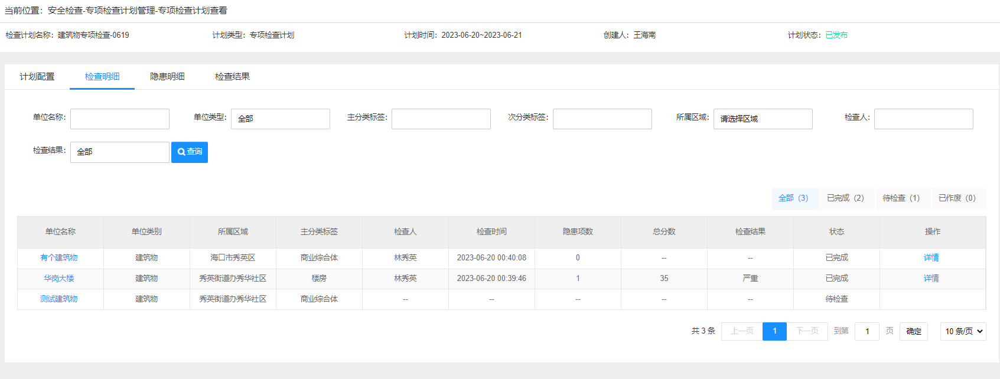 当前位置：安全检查-专项检查计划管理-专项检查计划查看
检查计划名称：建筑物专项检查-0619 计划类型：专项检查计划 计划时间：2023-06-20~2023-06-21 创建人：王海南 计划状态：已发布
计划配置 检查明细 隐患明细 检查结果
单位名称： 单位类型：全部 主分类标签： 次分类标签： 所属区域：请选择区域 检查人：
检查结果：全部 查询
全部（3） 已完成（2） 待检查（1） 已作废（0）
单位名称 单位类别 所属区域 主分类标签 检查人 检查时间 隐患项数 总分数 检查结果 状态 操作
有个建筑物 建筑物 海口市秀英区 商业综合体 林秀英 2023-06-20 00:40:08 0 -- -- 已完成 详情
华岗大楼 建筑物 秀英街道办秀华社区 楼房 林秀英 2023-06-20 00:39:46 1 35 严重 已完成 详情
测试建筑物 建筑物 秀英街道办秀华社区 商业综合体 -- -- -- -- -- 待检查
共 3 条 上一页 1 下一页 到第 1 页 确定 10 条/页